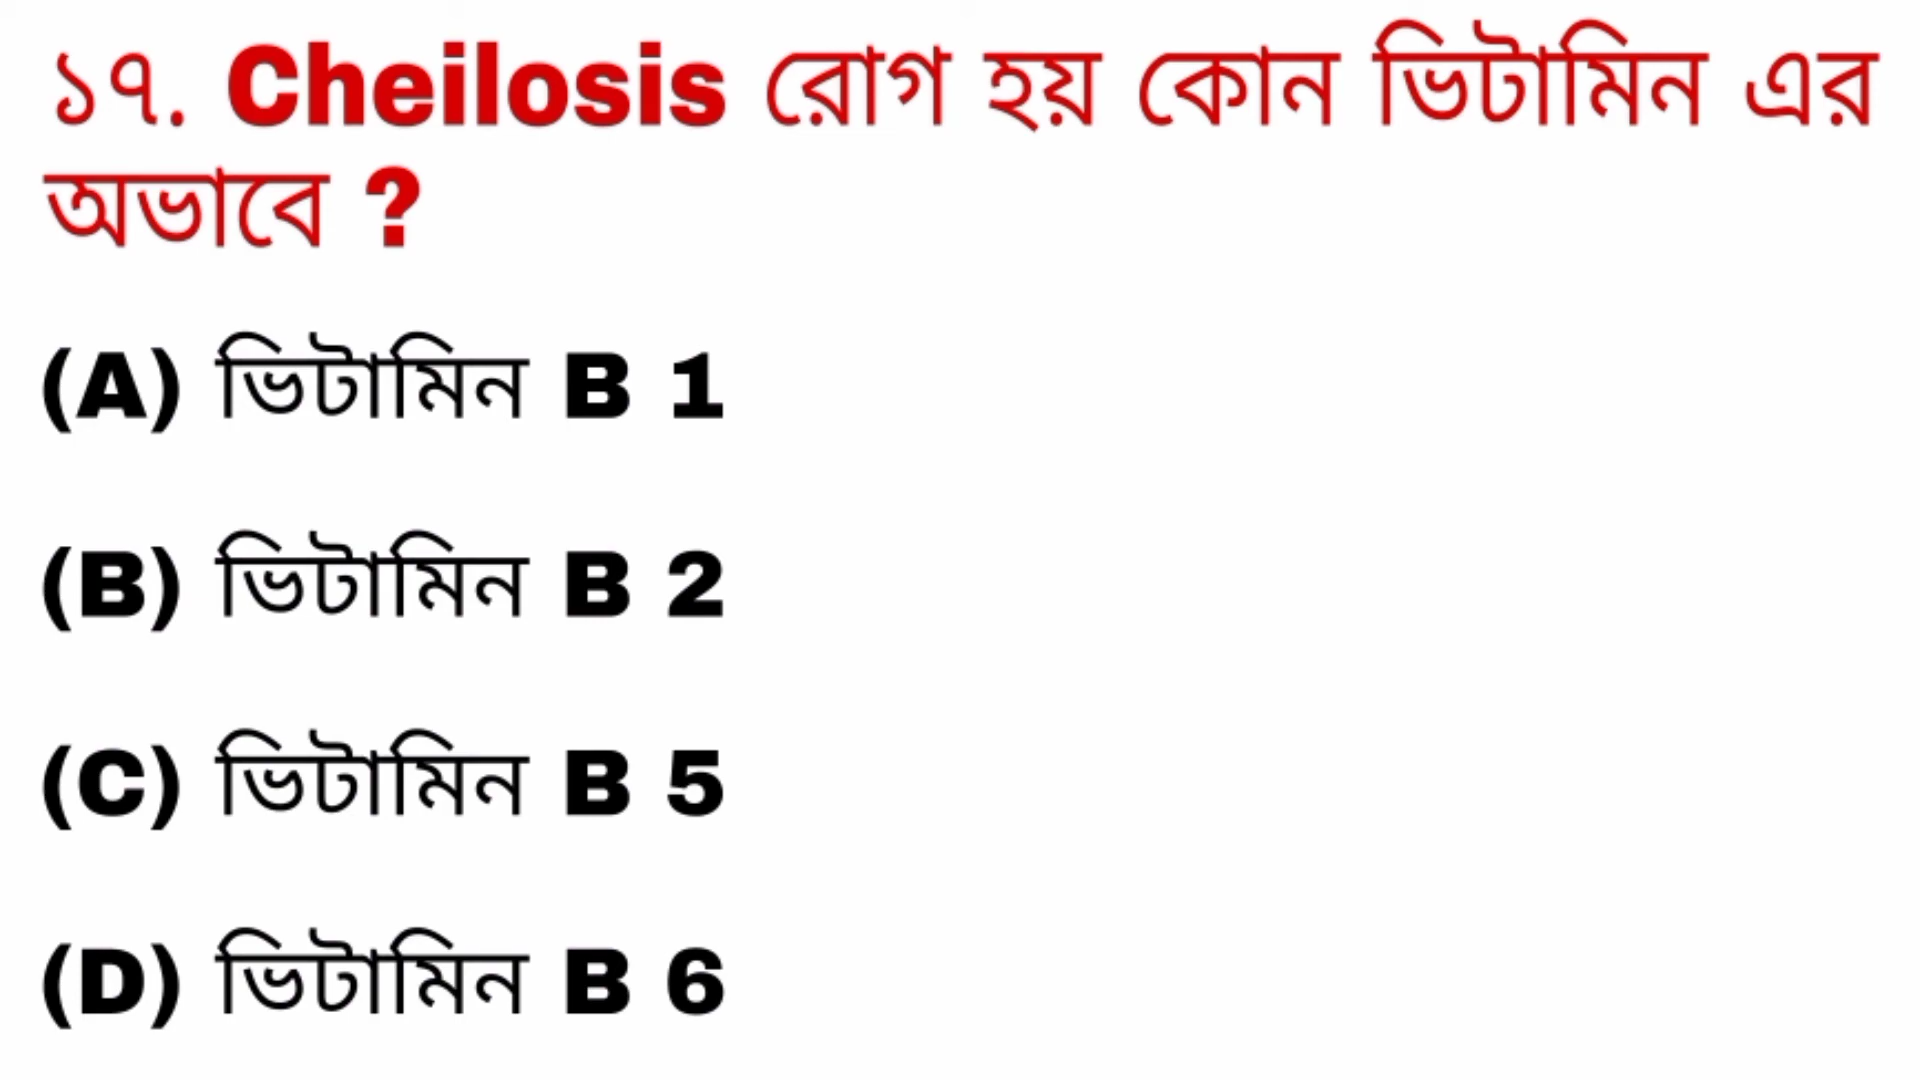 ১৭. Cheilosis রোগ হয় কোন ভিটামিন এর
অভাবে ?
(A) ভিটামিন B 1
(B) ভিটামিন B 2
(C) ভিটামিন B 5
(D) ভিটামিন B 6